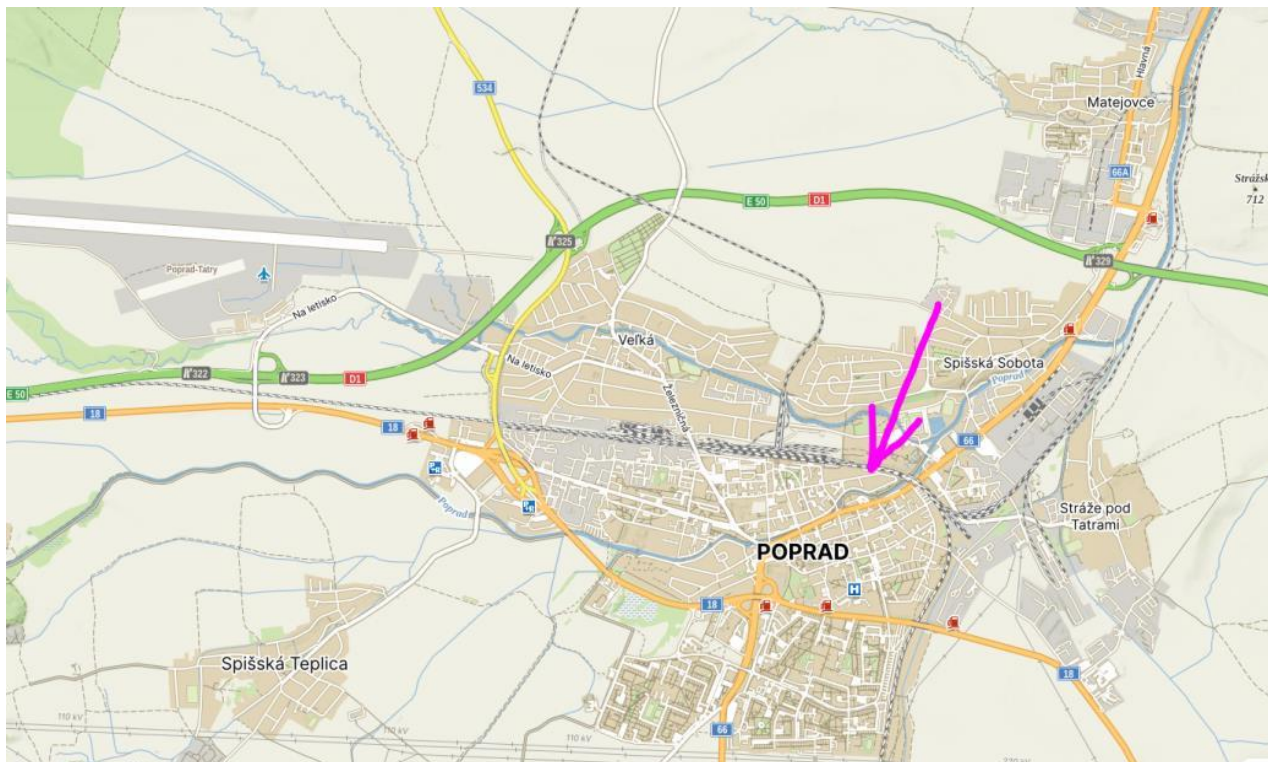 Hlavná
Matejovce
534
66A
Strážsk
712
E 50
D1
325
329
Poprad-Tatry
Na letisko
Veľká
Na letisko
Spišská Sobota
Poprad
322
323
D1
E 50
18
18
Železničná
66
Poprad
Stráže pod
Tatrami
POPRAD
H
18
Spišská Teplica
18
110 kV
110 kV
66